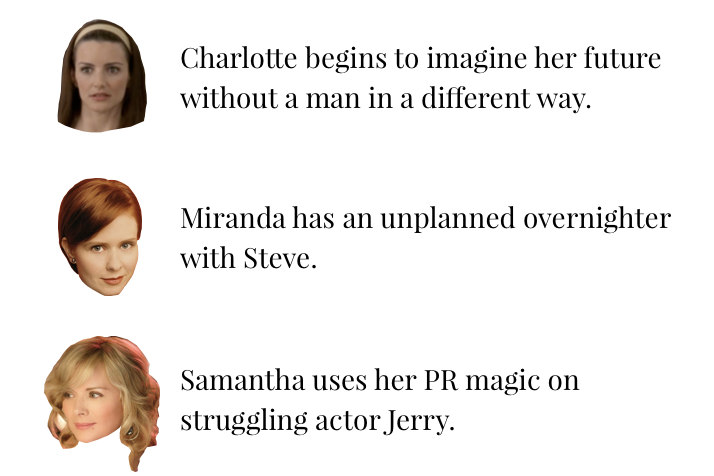 Charlotte begins to imagine her future
without a man in a different way.
Miranda has an unplanned overnighter
with Steve.
Samantha uses her PR magic on
struggling actor Jerry.